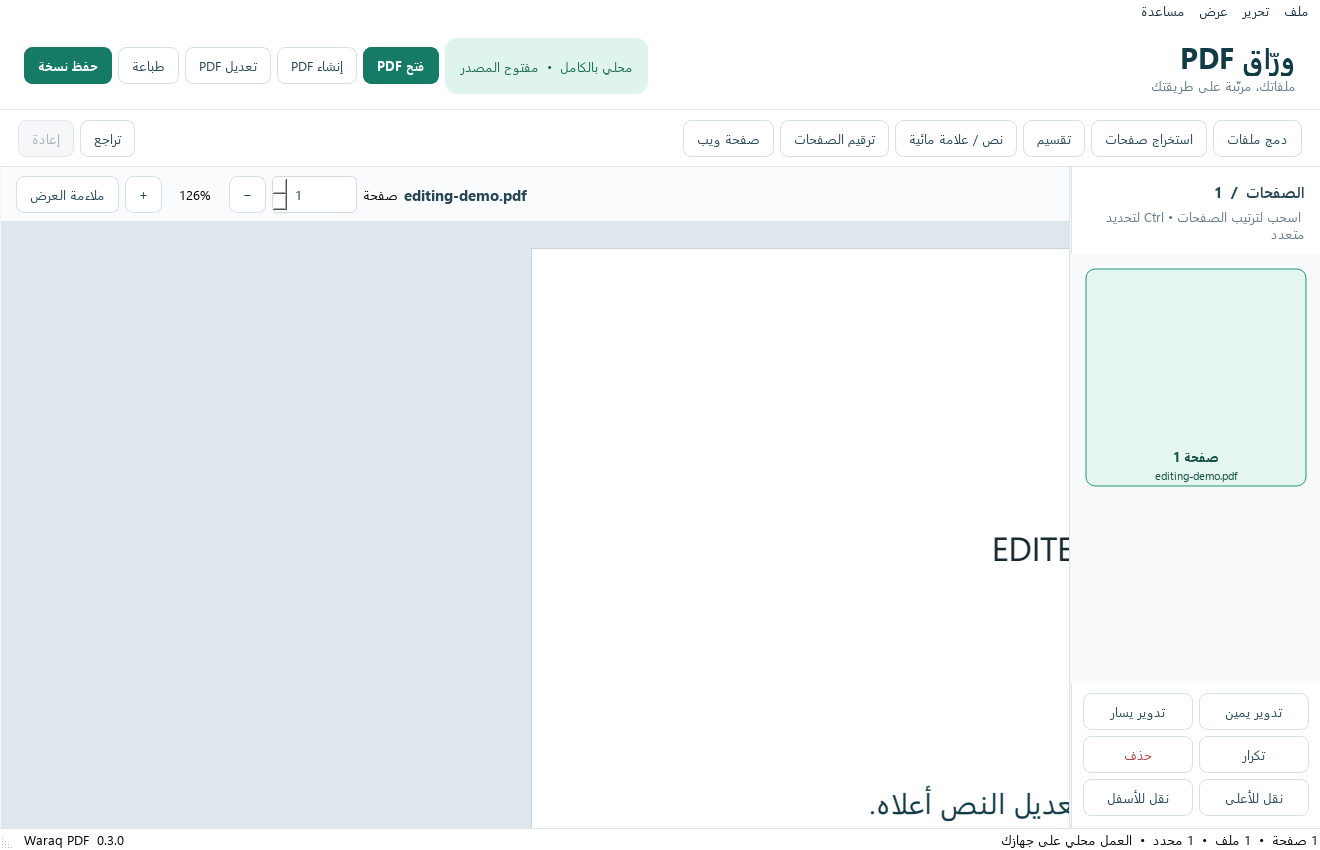 ملف تحرير عرض مساعدة
ورّاق PDF
ملفاتك، مرتّبة على طريقتك
محلي بالكامل • مفتوح المصدر
فتح PDF
إنشاء PDF
تعديل PDF
طباعة
حفظ نسخة
دمج ملفات
استخراج صفحات
تقسيم
نص / علامة مائية
ترقيم الصفحات
صفحة ويب
تراجع
إعادة
الصفحات / 1
اسحب لترتيب الصفحات • Ctrl لتحديد
متعدد
editing-demo.pdf
صفحة
1
−
126%
+
ملاءمة العرض
صفحة 1
editing-demo.pdf
EDITE
عديل النص أعلاه.
تدوير يمين
تدوير يسار
تكرار
حذف
نقل للأعلى
نقل للأسفل
1 صفحة • 1 ملف • 1 محدد • العمل محلي على جهازك
Waraq PDF 0.3.0